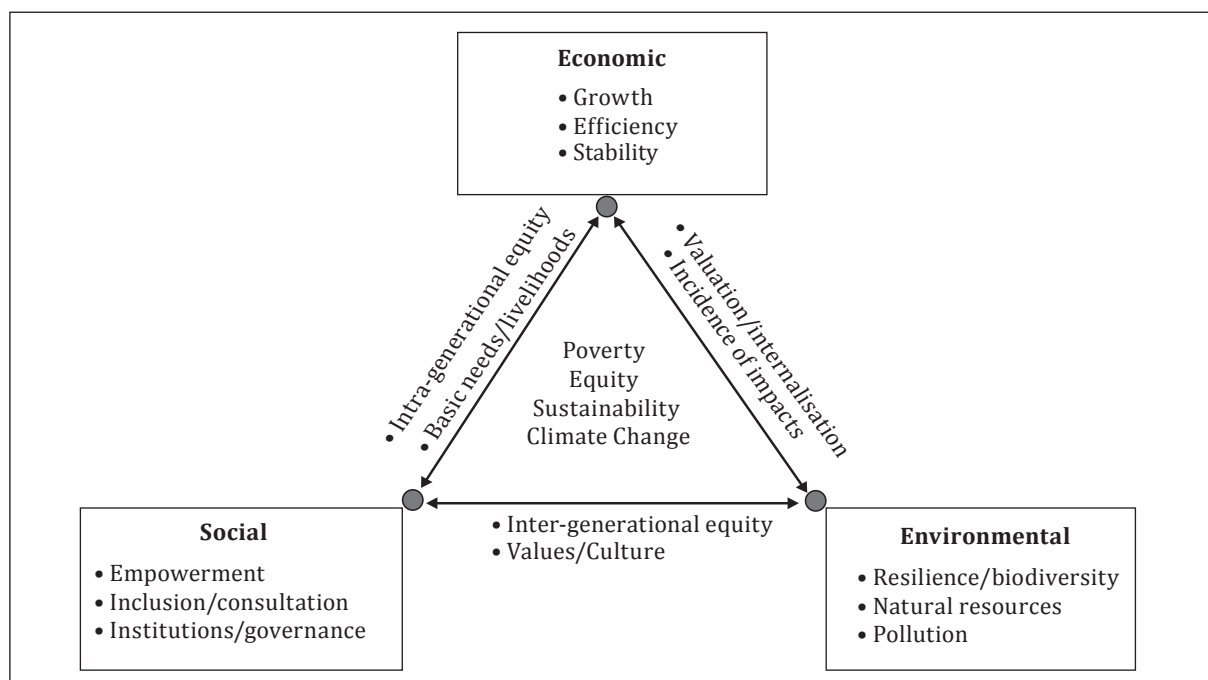 Economic
• Growth
• Efficiency
• Stability
• Intra-generational equity
• Basic needs/livelihoods
• Valuation/internalisation
• Incidence of impacts
Poverty
Equity
Sustainability
Climate Change
Social
• Empowerment
• Inclusion/consultation
• Institutions/governance
• Inter-generational equity
• Values/Culture
Environmental
• Resilience/biodiversity
• Natural resources
• Pollution